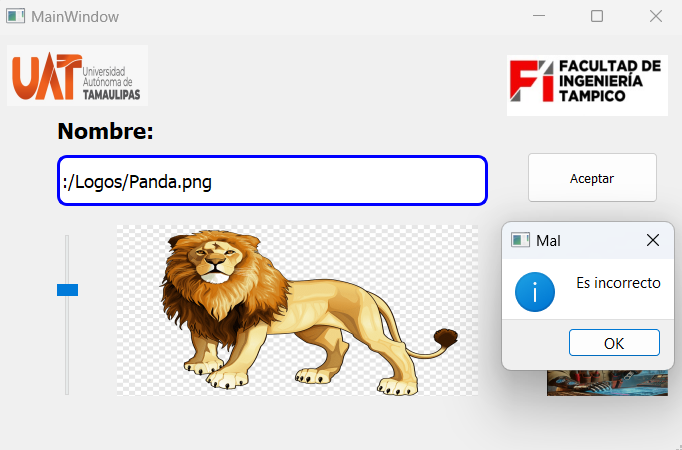 MainWindow
UAT Universidad
Autónoma de
TAMAULIPAS
Fi FACULTAD DE
INGENIERÍA
TAMPICO
Nombre:
:/Logos/Panda.png
Aceptar
Mal
Es incorrecto
OK